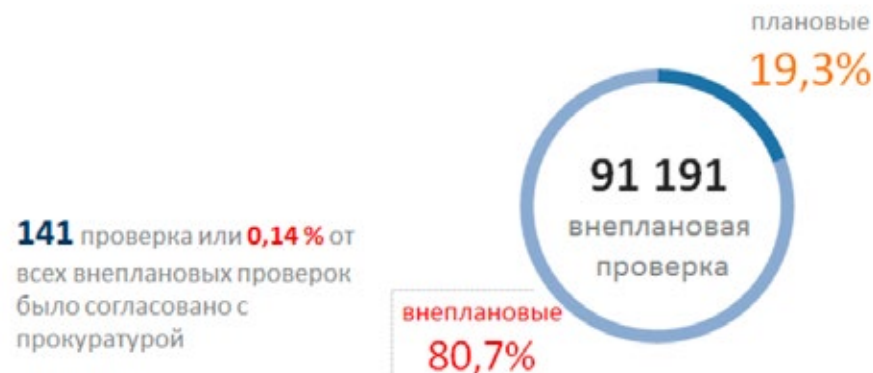 плановые
19,3%
91 191
внеплановая
проверка
141 проверка или 0,14 % от
всех внеплановых проверок
было согласовано с
прокуратурой
внеплановые
80,7%